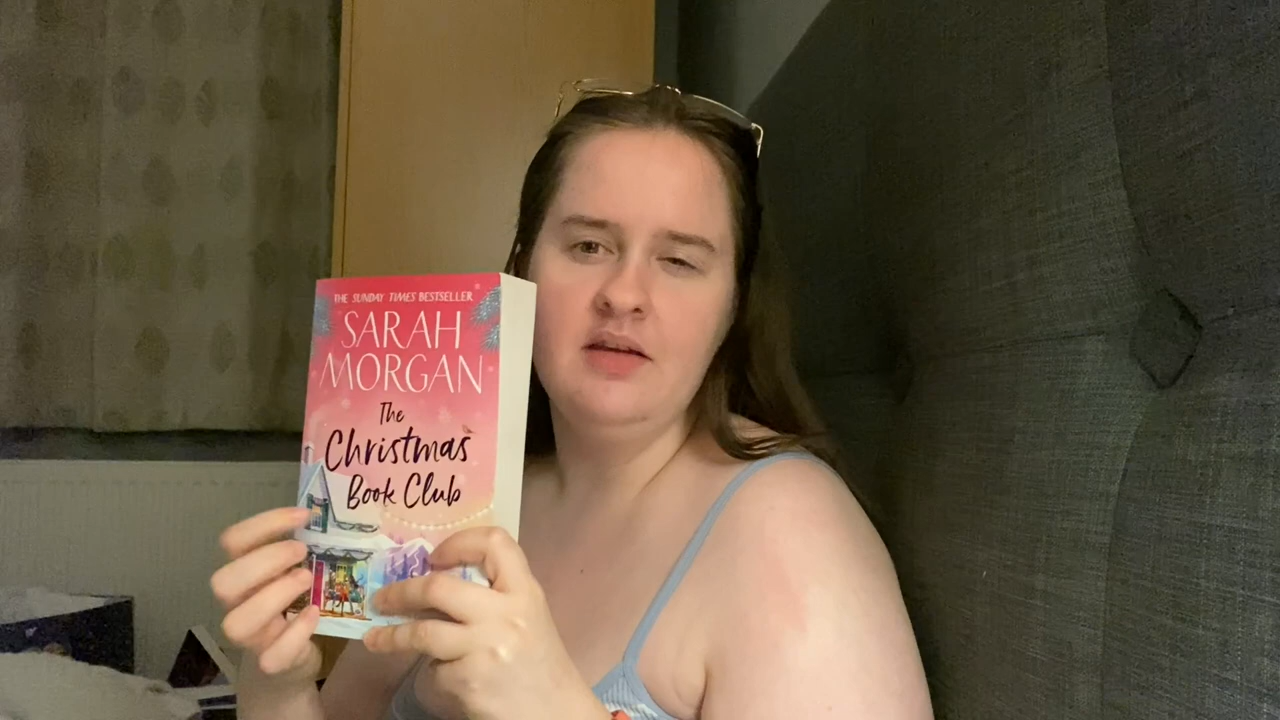 THE SUNDAY TIMES BESTSELLER
SARAH
MORGAN
The
Christmas
Book Club